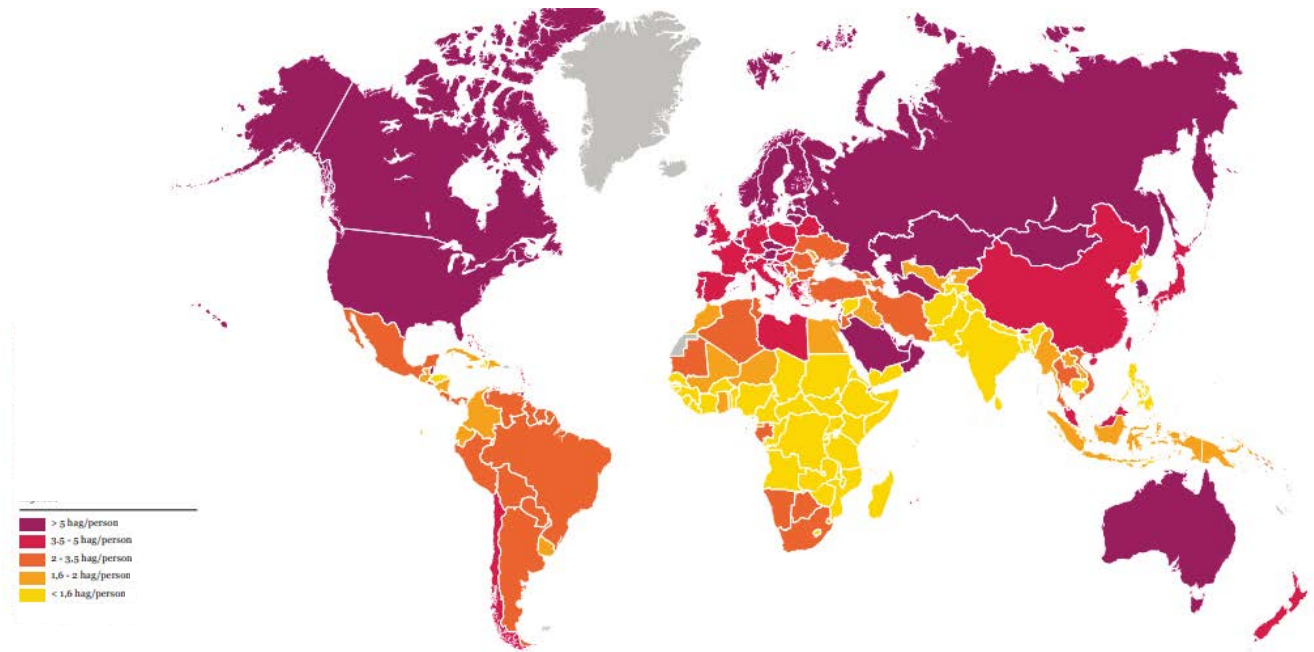 > 5 hag/person
3.5 - 5 hag/person
2 - 3,5 hag/person
1,6 - 2 hag/person
< 1,6 hag/person